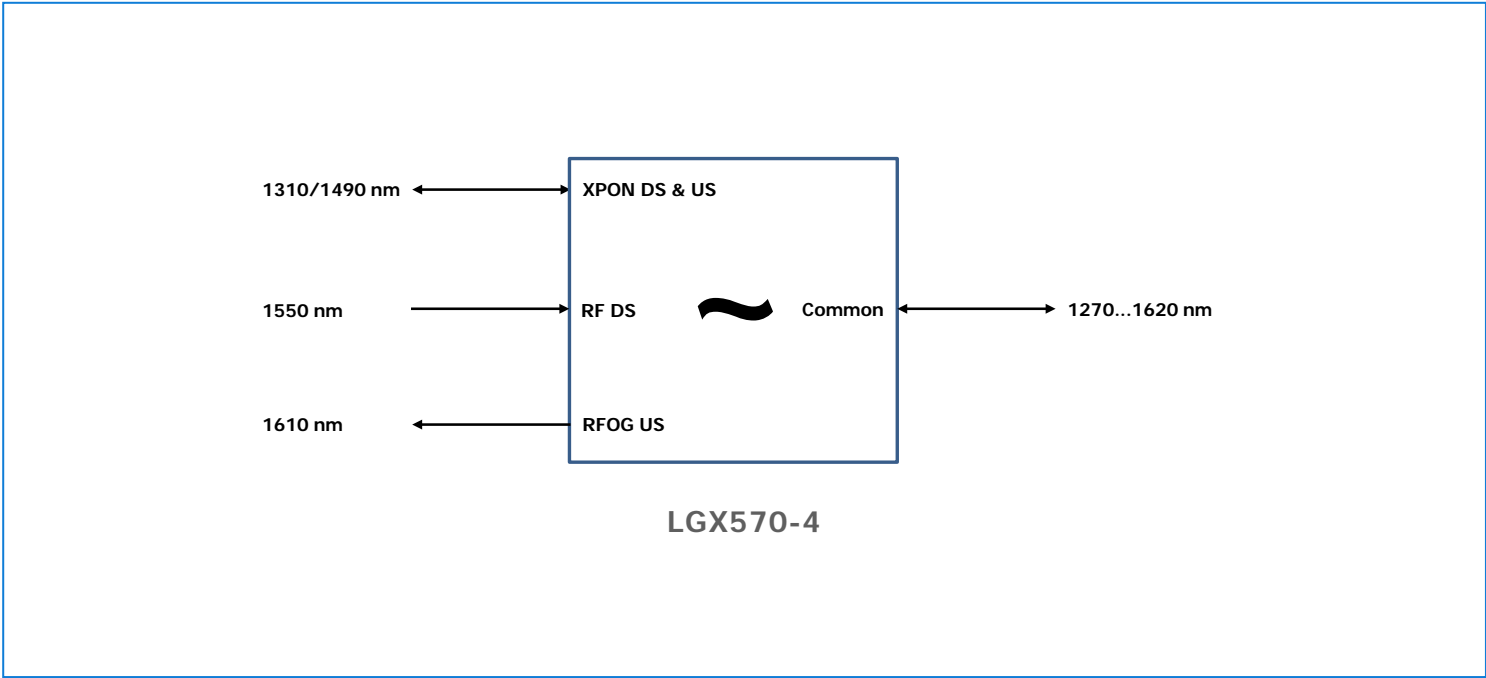 1310/1490 nm
XPON DS & US
1550 nm
RF DS
Common
1270...1620 nm
1610 nm
RFOG US
LGX570-4